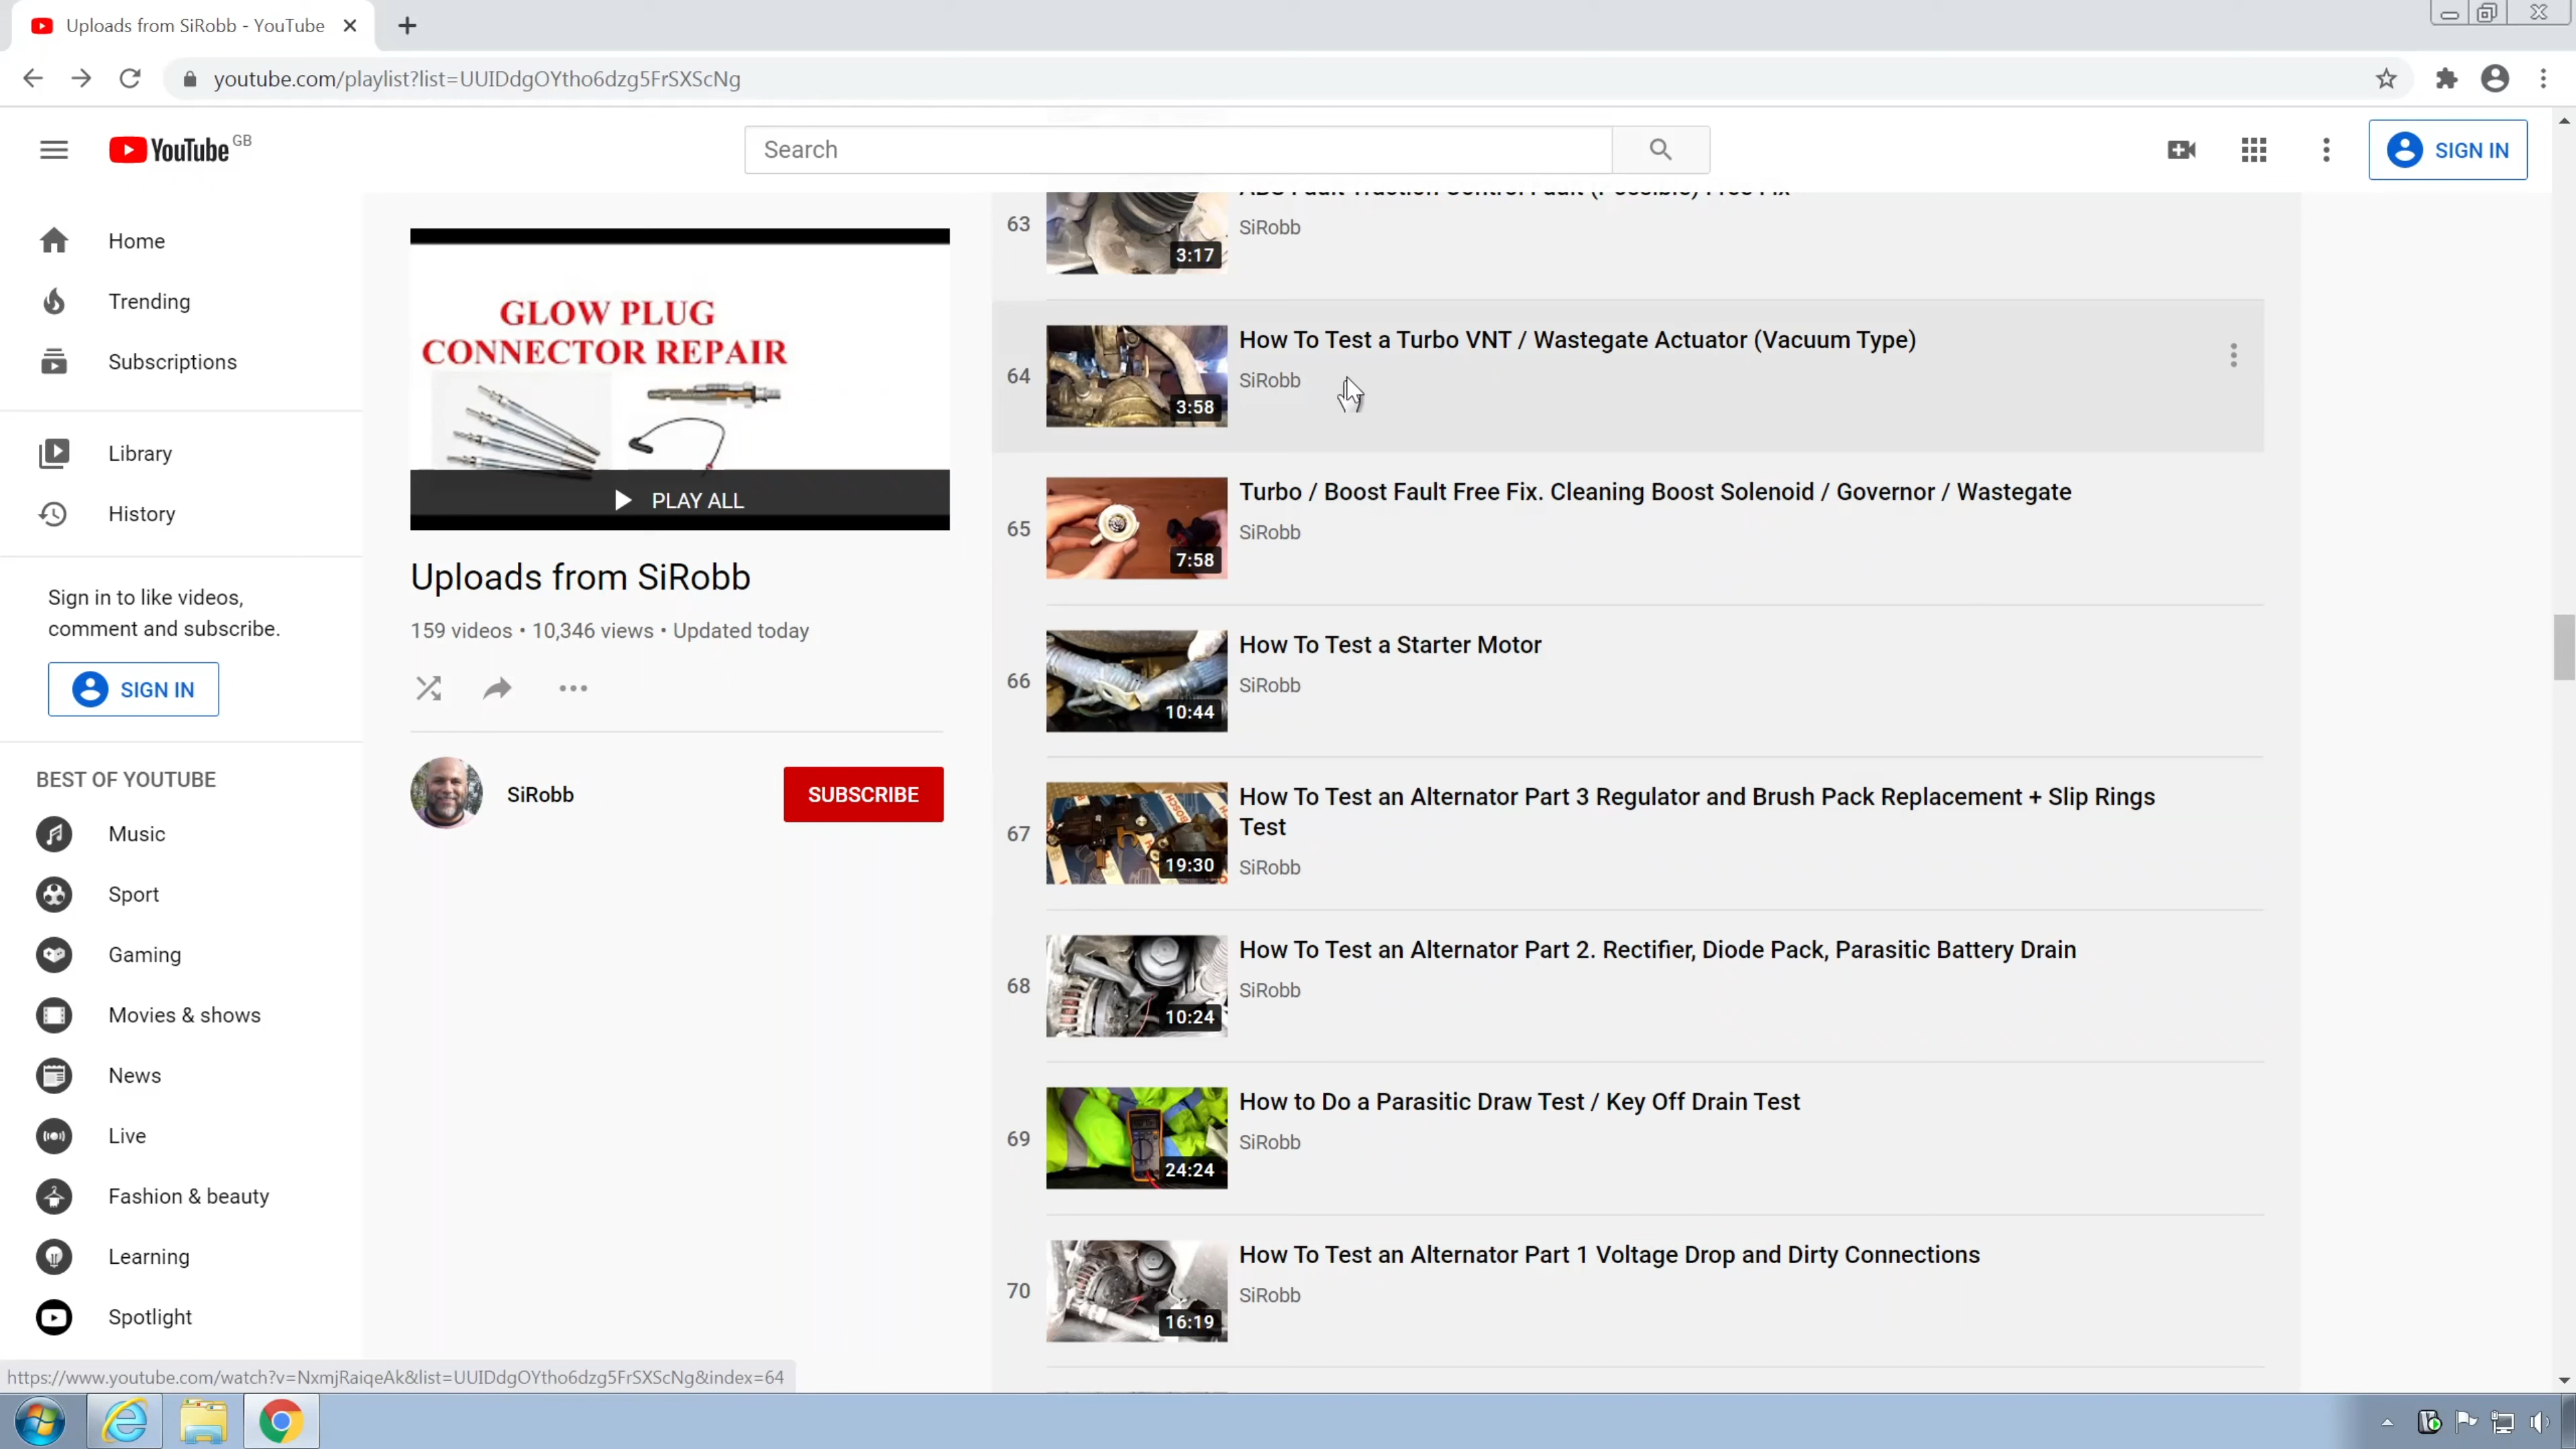 Uploads from SiRobb - YouTube
youtube.com/playlist?list=UUIDdgOYtho6dzg5FrSXScNg
YouTube GB
Search
SIGN IN
Home
Trending
Subscriptions
Library
History
Sign in to like videos,
comment and subscribe.
SIGN IN
BEST OF YOUTUBE
Music
Sport
Gaming
Movies & shows
News
Live
Fashion & beauty
Learning
Spotlight
GLOW PLUG
CONNECTOR REPAIR
PLAY ALL
Uploads from SiRobb
159 videos • 10,346 views • Updated today
SiRobb
SUBSCRIBE
63
3:17
ABS Fault Traction Control Fault (Possible) Free Fix
SiRobb
64
3:58
How To Test a Turbo VNT / Wastegate Actuator (Vacuum Type)
SiRobb
65
7:58
Turbo / Boost Fault Free Fix. Cleaning Boost Solenoid / Governor / Wastegate
SiRobb
66
10:44
How To Test a Starter Motor
SiRobb
67
19:30
How To Test an Alternator Part 3 Regulator and Brush Pack Replacement + Slip Rings
Test
SiRobb
68
10:24
How To Test an Alternator Part 2. Rectifier, Diode Pack, Parasitic Battery Drain
SiRobb
69
24:24
How to Do a Parasitic Draw Test / Key Off Drain Test
SiRobb
70
16:19
How To Test an Alternator Part 1 Voltage Drop and Dirty Connections
SiRobb
https://www.youtube.com/watch?v=NxmjRaiqeAk&list=UUIDdgOYtho6dzg5FrSXScNg&index=64